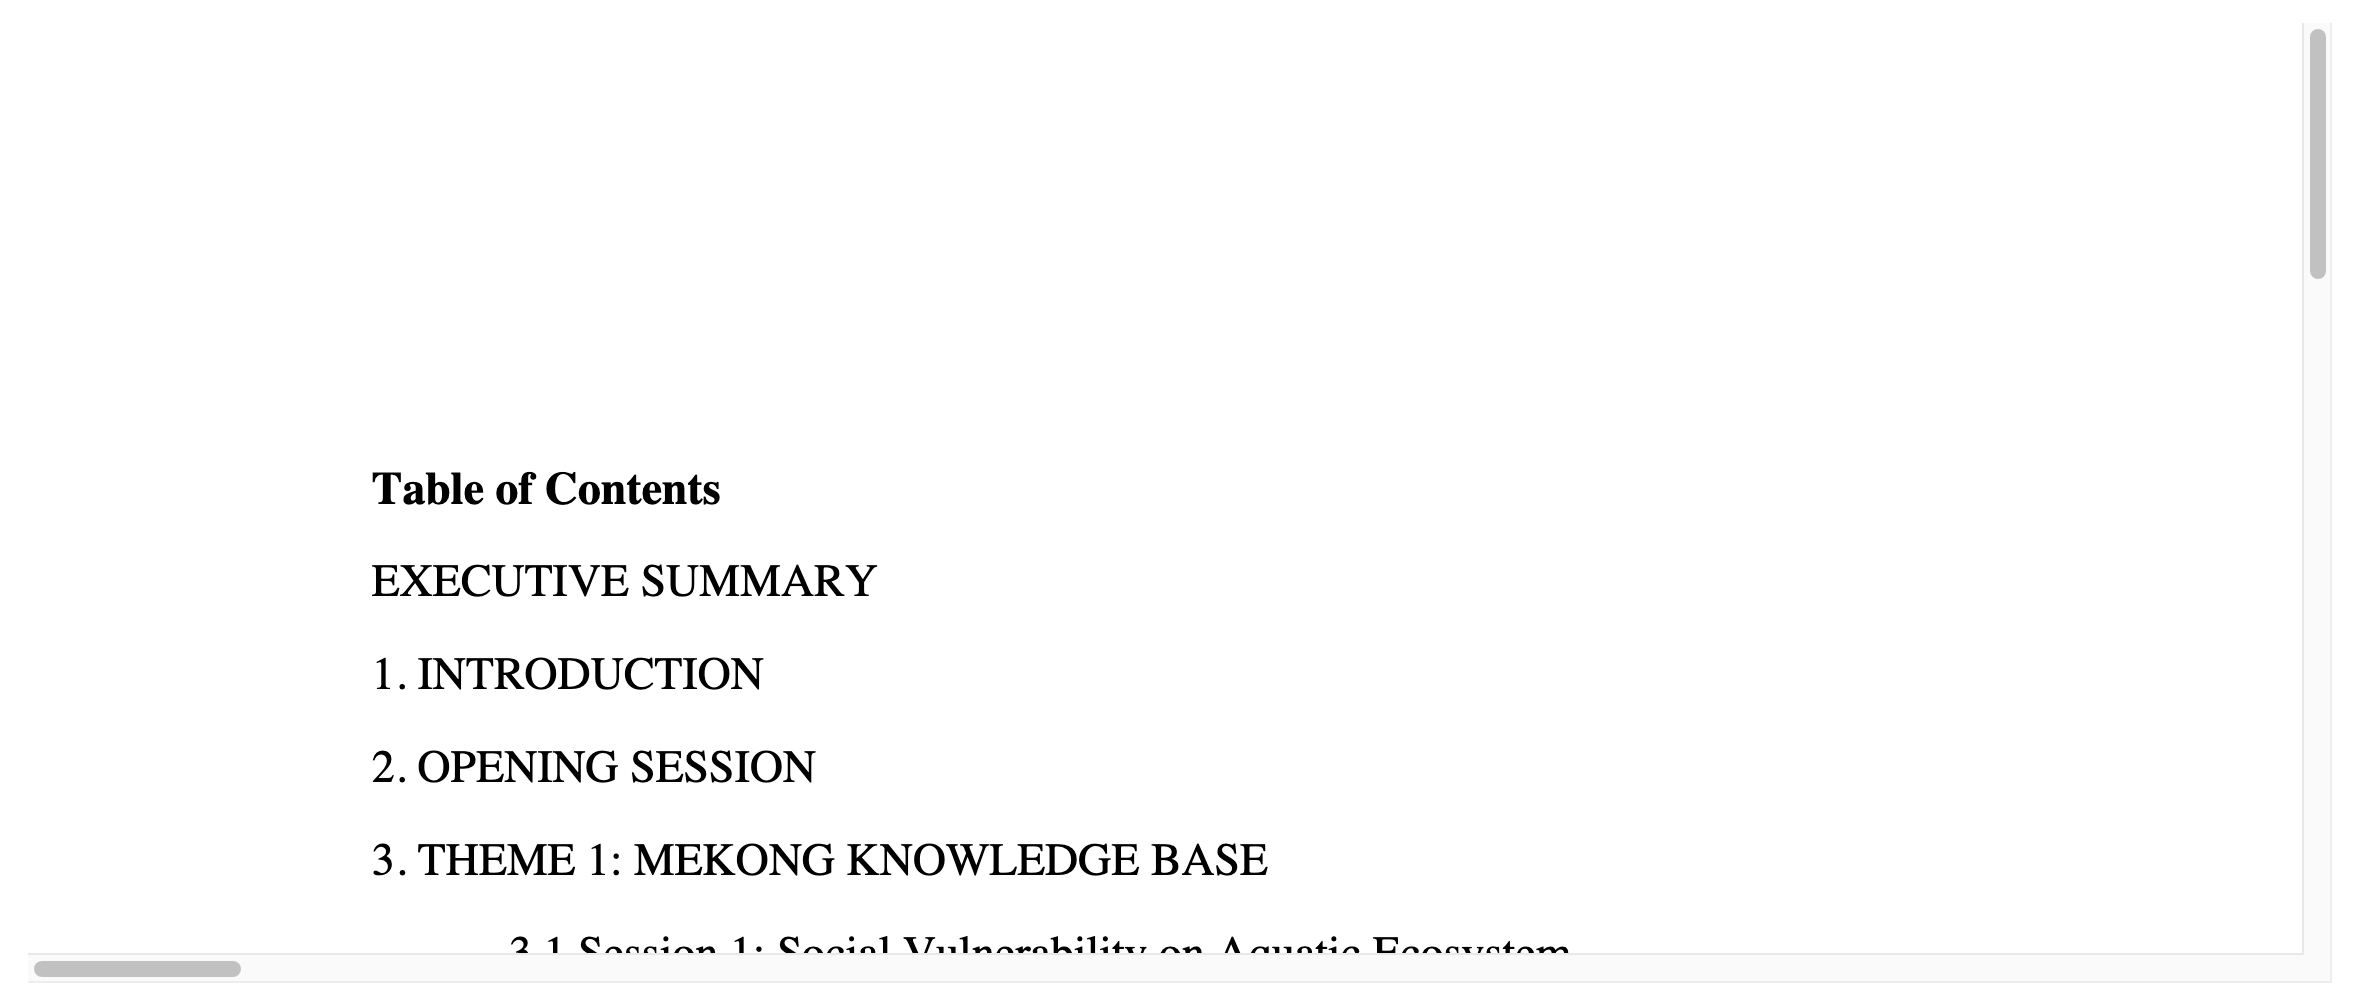 Table of Contents
EXECUTIVE SUMMARY
1. INTRODUCTION
2. OPENING SESSION
3. THEME 1: MEKONG KNOWLEDGE BASE
3.1 Session 1: Social Vulnerability on Aquatic Ecosystem